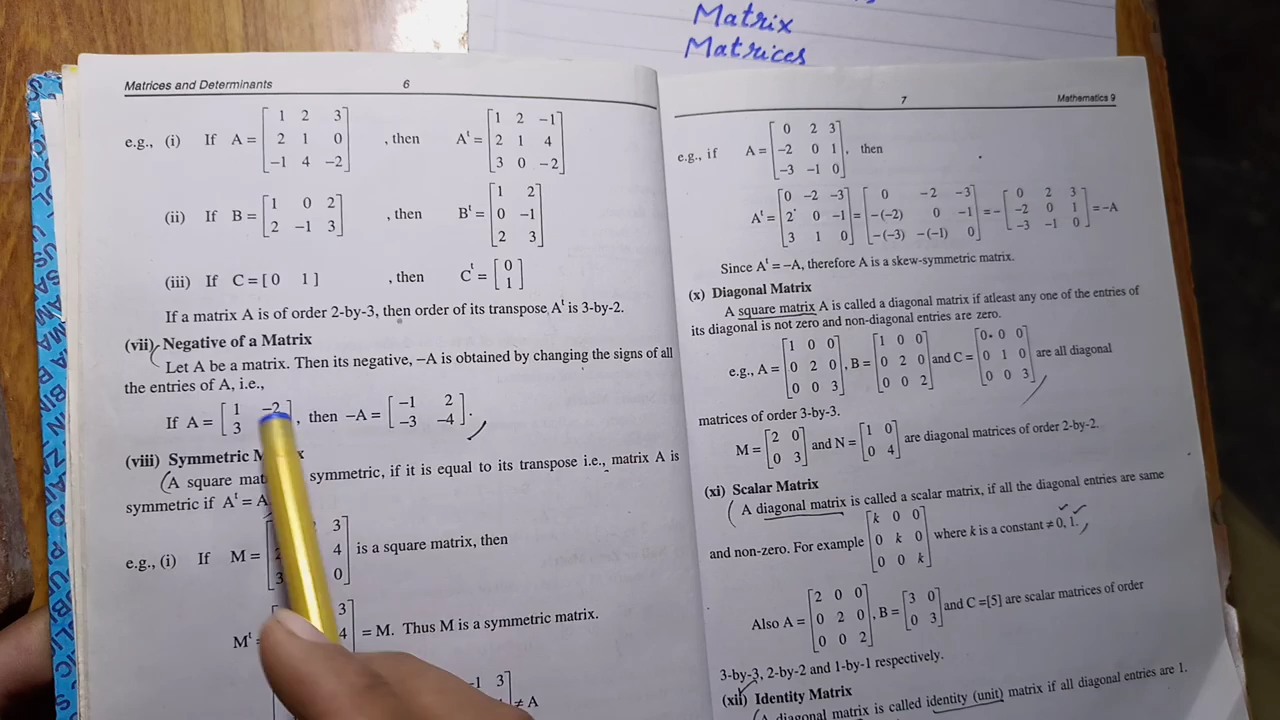 Matrix
Matrices
Matrices and Determinants 6
e.g., (i) If A = [1 2 3
2 1 0
−1 4 −2] , then Aᵗ = [1 2 −1
2 1 4
3 0 −2]
(ii) If B = [1 0 2
2 −1 3] , then Bᵗ = [1 2
0 −1
2 3]
(iii) If C = [0 1] , then Cᵗ = [0
1]
If a matrix A is of order 2-by-3, then order of its transpose Aᵗ is 3-by-2.
(vii) Negative of a Matrix
Let A be a matrix. Then its negative, −A is obtained by changing the signs of all
the entries of A, i.e.,
If A = [1 −2
3 ], then −A = [−1 2
−3 −4].
(viii) Symmetric
A square symmetric, if it is equal to its transpose i.e., matrix A is
symmetric if Aᵗ = A
e.g., (i) If M = [ 3
4
3 0] is a square matrix, then
Mᵗ = [ 3
4 ] = M. Thus M is a symmetric matrix.
−1 3] ≠ A
7 Mathematics 9
e.g., if A = [0 2 3
−2 0 1
−3 −1 0], then
Aᵗ = [0 −2 −3
2 0 −1
3 1 0] = [0 −2 −3
−(−2) 0 −1
−(−3) −(−1) 0] = −[0 2 3
−2 0 1
−3 −1 0] = −A
Since Aᵗ = −A, therefore A is a skew-symmetric matrix.
(x) Diagonal Matrix
A square matrix A is called a diagonal matrix if atleast any one of the entries of
its diagonal is not zero and non-diagonal entries are zero.
e.g., A = [1 0 0
0 2 0
0 0 3], B = [1 0 0
0 2 0
0 0 2] and C = [0 0 0
0 1 0
0 0 3] are all diagonal
matrices of order 3-by-3.
M = [2 0
0 3] and N = [1 0
0 4] are diagonal matrices of order 2-by-2.
(xi) Scalar Matrix
A diagonal matrix is called a scalar matrix, if all the diagonal entries are same
and non-zero. For example [k 0 0
0 k 0
0 0 k] where k is a constant ≠ 0, 1.
Also A = [2 0 0
0 2 0
0 0 2], B = [3 0
0 3] and C = [5] are scalar matrices of order
3-by-3, 2-by-2 and 1-by-1 respectively.
(xii) Identity Matrix
A diagonal matrix is called identity (unit) matrix if all diagonal entries are 1.